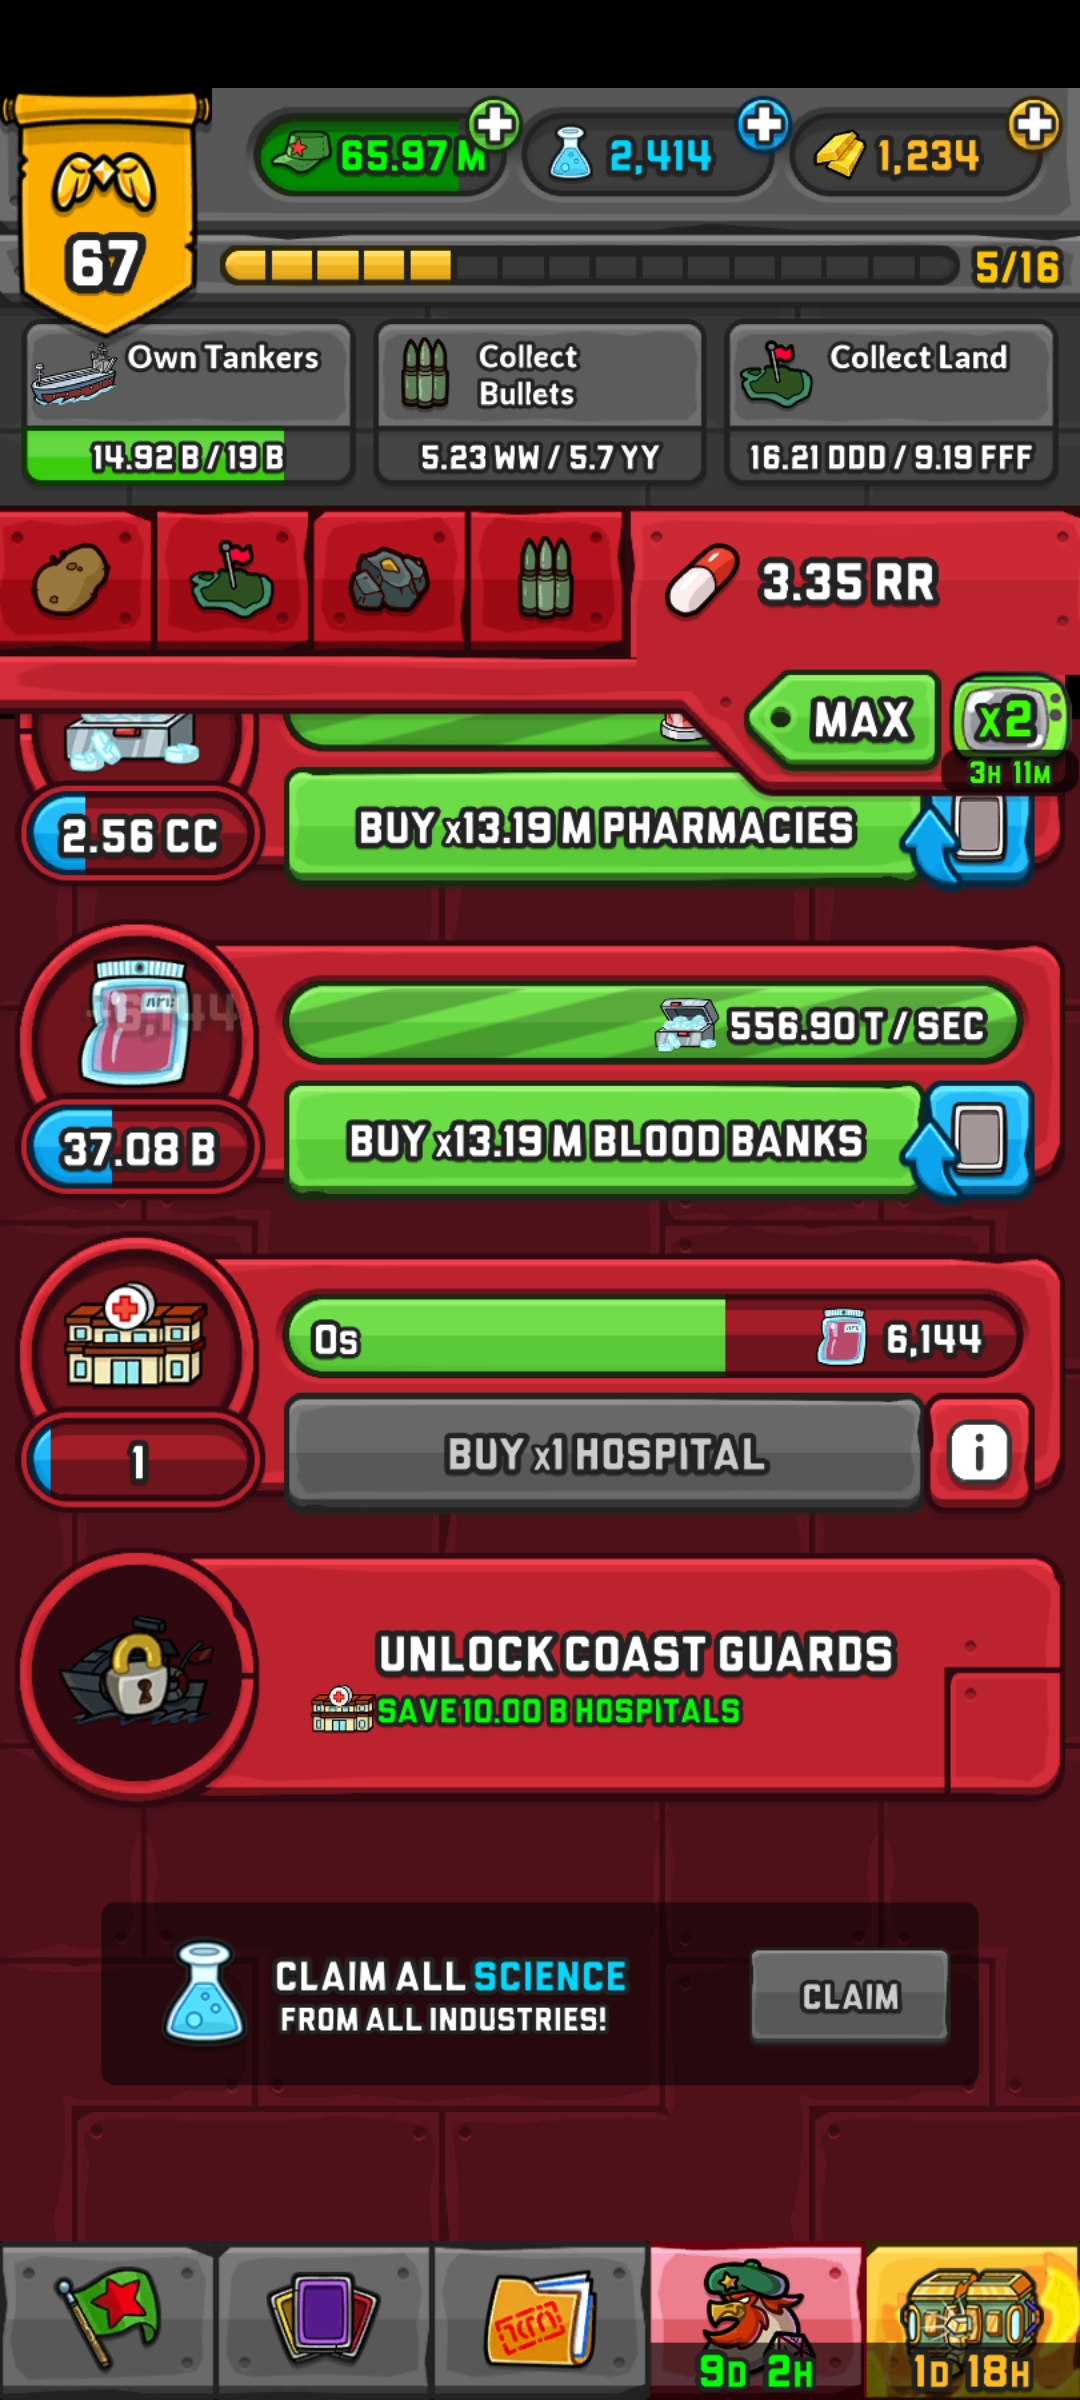 65.97 M
2,414
1,234
67
5/16
Own Tankers
14.92 B / 19 B
Collect
Bullets
5.23 WW / 5.7 YY
Collect Land
16.21 DDD / 9.19 FFF
3.35 RR
MAX
x2
3H 11M
2.56 CC
BUY x13.19 M PHARMACIES
556.90 T / SEC
37.08 B
BUY x13.19 M BLOOD BANKS
0s
6,144
1
BUY x1 HOSPITAL
i
UNLOCK COAST GUARDS
SAVE 10.00 B HOSPITALS
CLAIM ALL SCIENCE
FROM ALL INDUSTRIES!
CLAIM
9D 2H
1D 18H